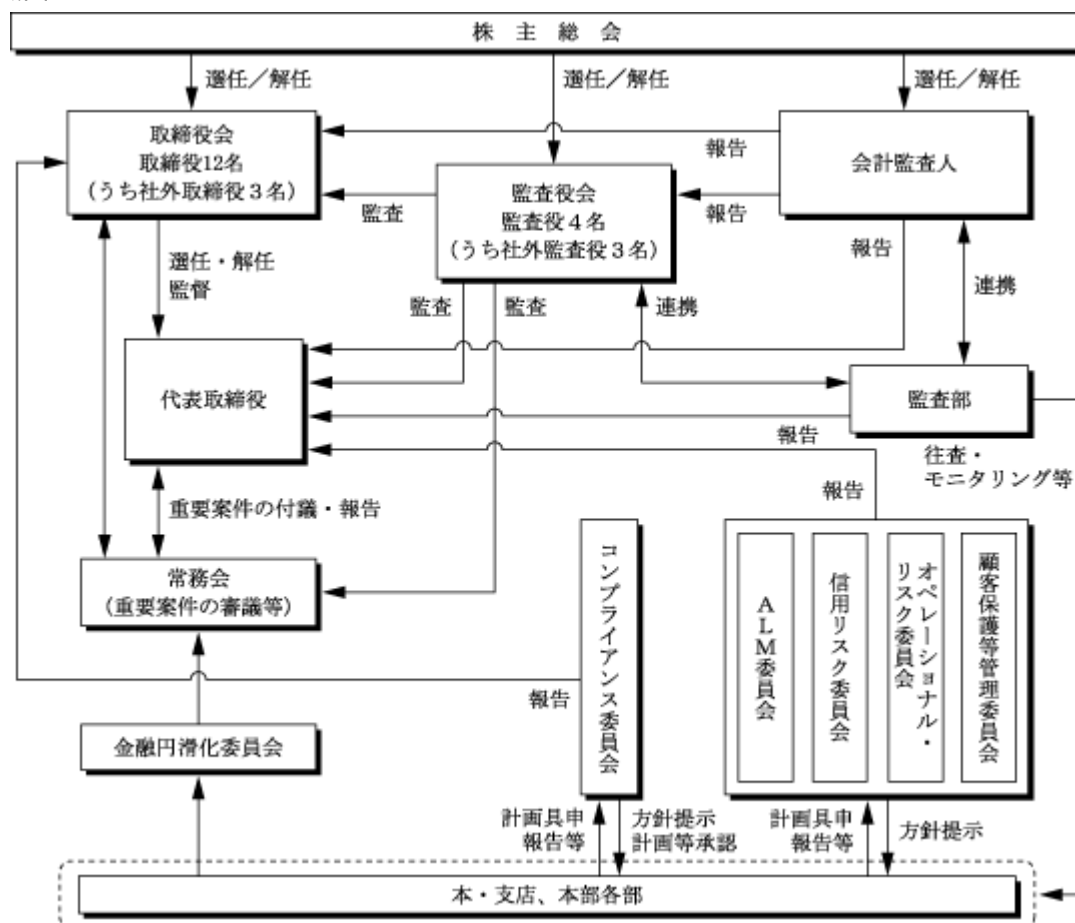 株主総会
選任／解任
選任／解任
選任／解任
取締役会
取締役12名
（うち社外取締役３名）
報告
会計監査人
監査
監査役会
監査役４名
（うち社外監査役３名）
報告
報告
選任・解任
監督
監査
監査
連携
連携
代表取締役
監査部
報告
往査・
モニタリング等
報告
重要案件の付議・報告
常務会
（重要案件の審議等）
コンプライアンス委員会
ＡＬＭ委員会
信用リスク委員会
オペレーショナル・
リスク委員会
顧客保護等管理委員会
報告
金融円滑化委員会
計画具申
報告等
方針提示
計画等承認
計画具申
報告等
方針提示
本・支店、本部各部